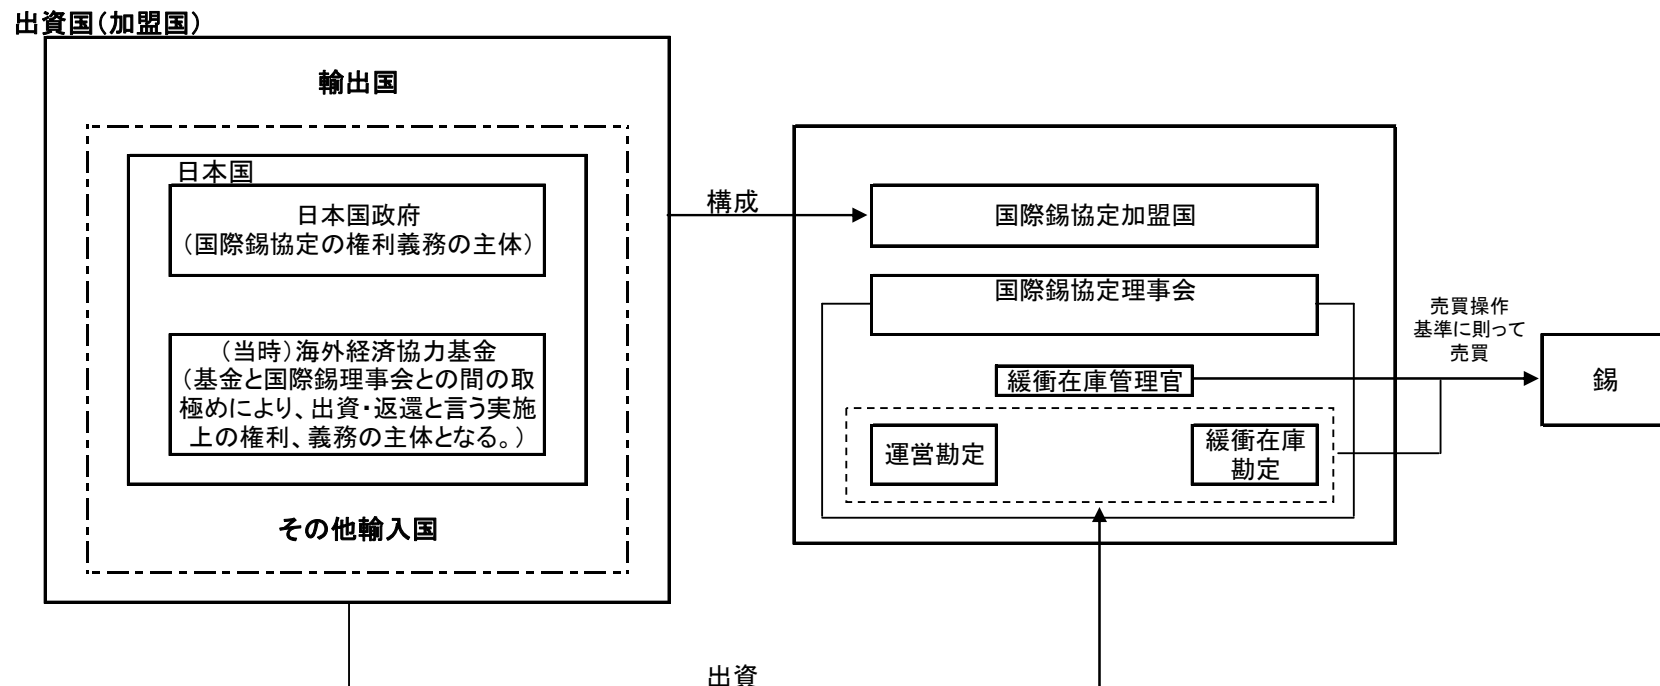 出資国（加盟国）
輸出国
日本国
日本国政府
（国際錫協定の権利義務の主体）
（当時）海外経済協力基金
（基金と国際錫理事会との間の取
極めにより、出資・返還と言う実施
上の権利、義務の主体となる。）
その他輸入国
構成
国際錫協定加盟国
国際錫協定理事会
緩衝在庫管理官
運営勘定
緩衝在庫
勘定
売買操作
基準に則って
売買
錫
出資